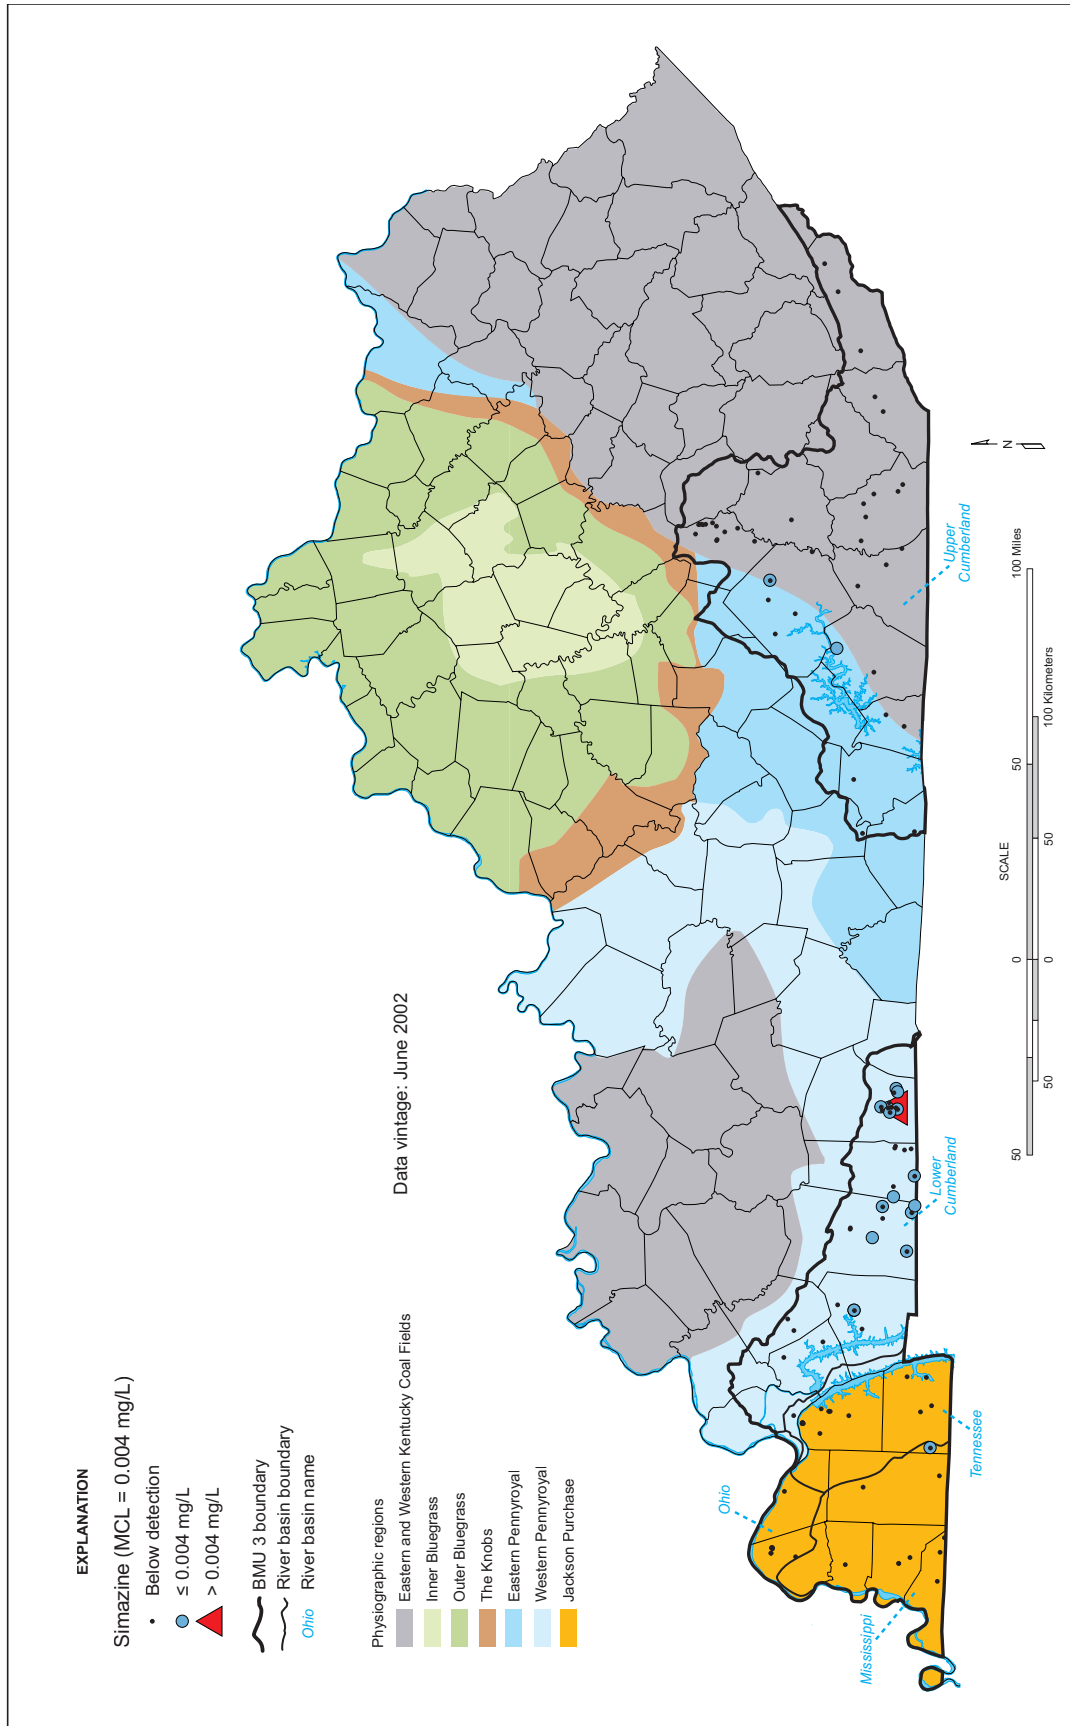 EXPLANATION
Simazine (MCL = 0.004 mg/L)
Below detection
≤ 0.004 mg/L
> 0.004 mg/L
BMU 3 boundary
River basin boundary
Ohio River basin name
Physiographic regions
Eastern and Western Kentucky Coal Fields
Inner Bluegrass
Outer Bluegrass
The Knobs
Eastern Pennyroyal
Western Pennyroyal
Jackson Purchase
Data vintage: June 2002
Ohio
Mississippi
Tennessee
Lower
Cumberland
Upper
Cumberland
N
50 0 50 100 Miles
SCALE
50 0 50 100 Kilometers